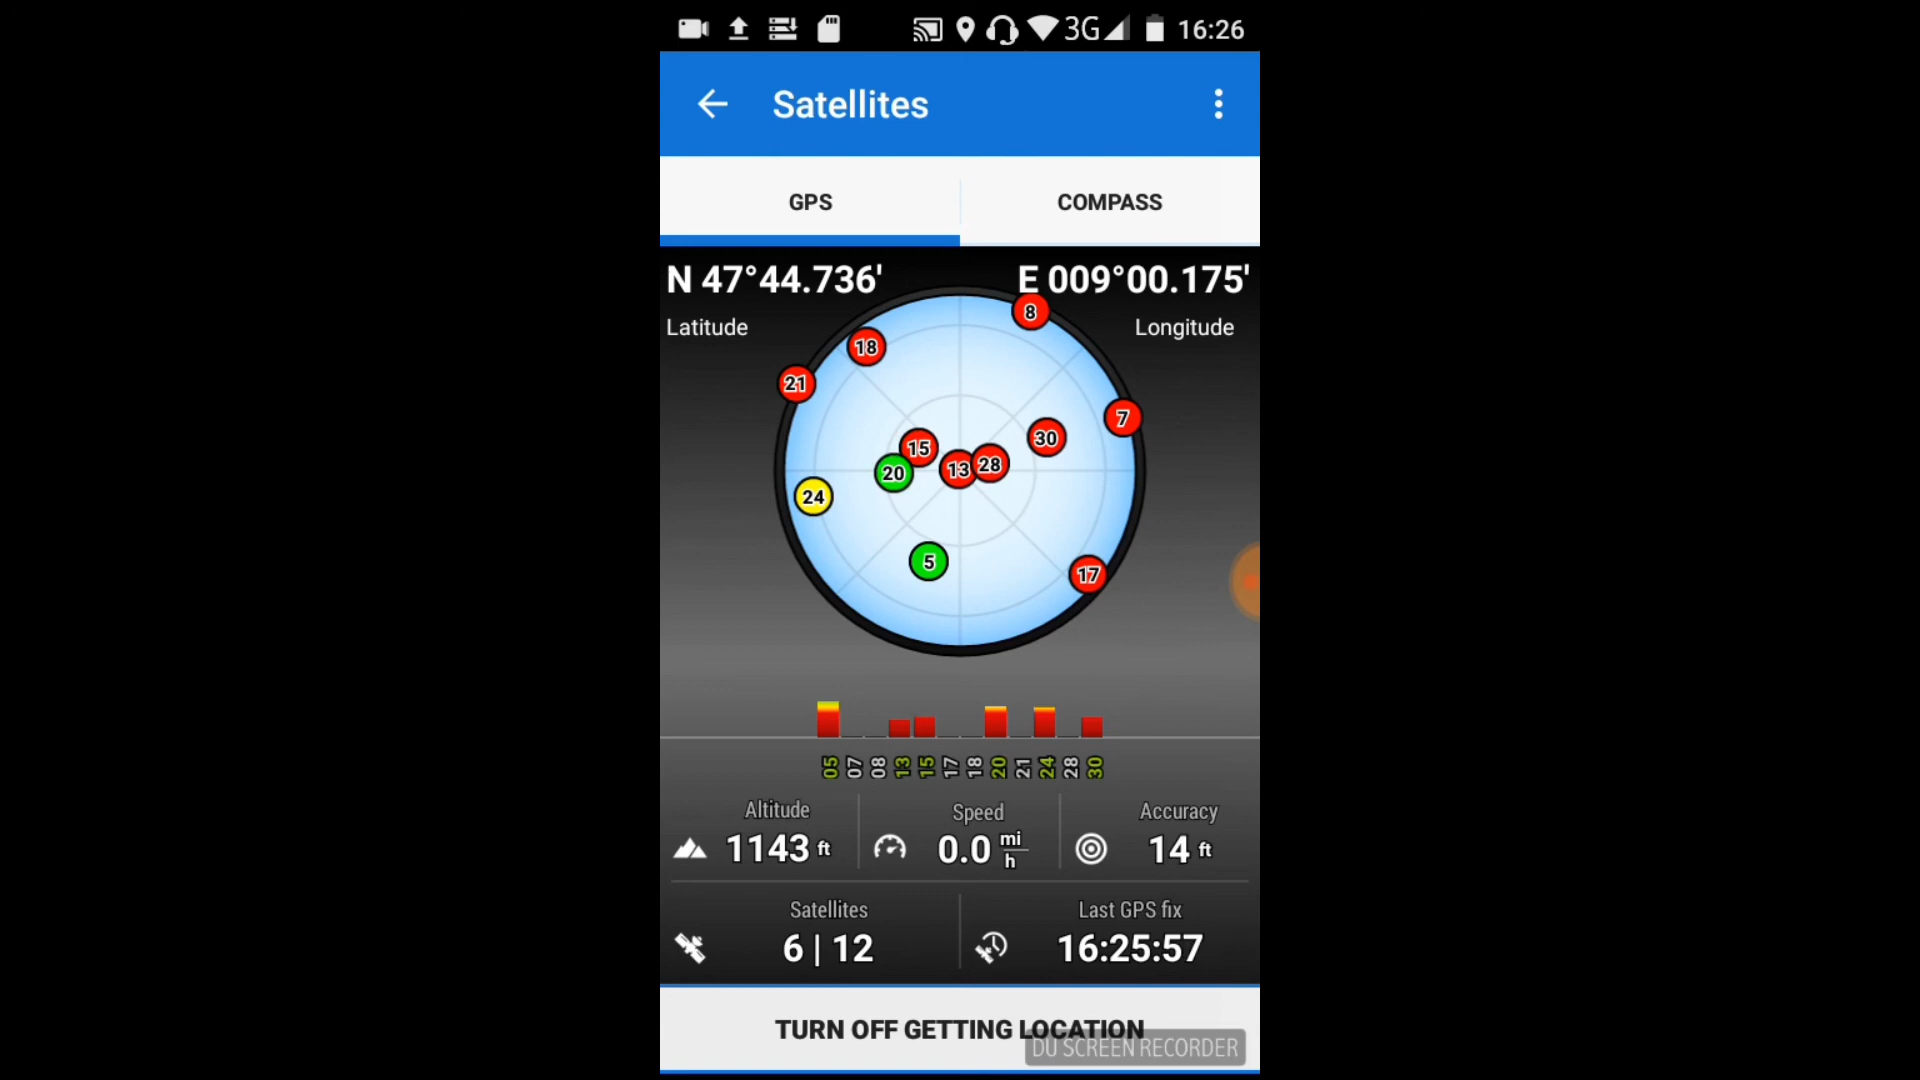 3G 16:26
Satellites
GPS COMPASS
N 47°44.736' E 009°00.175'
Latitude Longitude
8
18
21
7
30
15
20 13 28
24
5
17
05 07 08 13 15 17 18 20 21 24 28 30
Altitude Speed Accuracy
1143 ft 0.0 mi/h 14 ft
Satellites Last GPS fix
6 | 12 16:25:57
TURN OFF GETTING LOCATION
DU SCREEN RECORDER